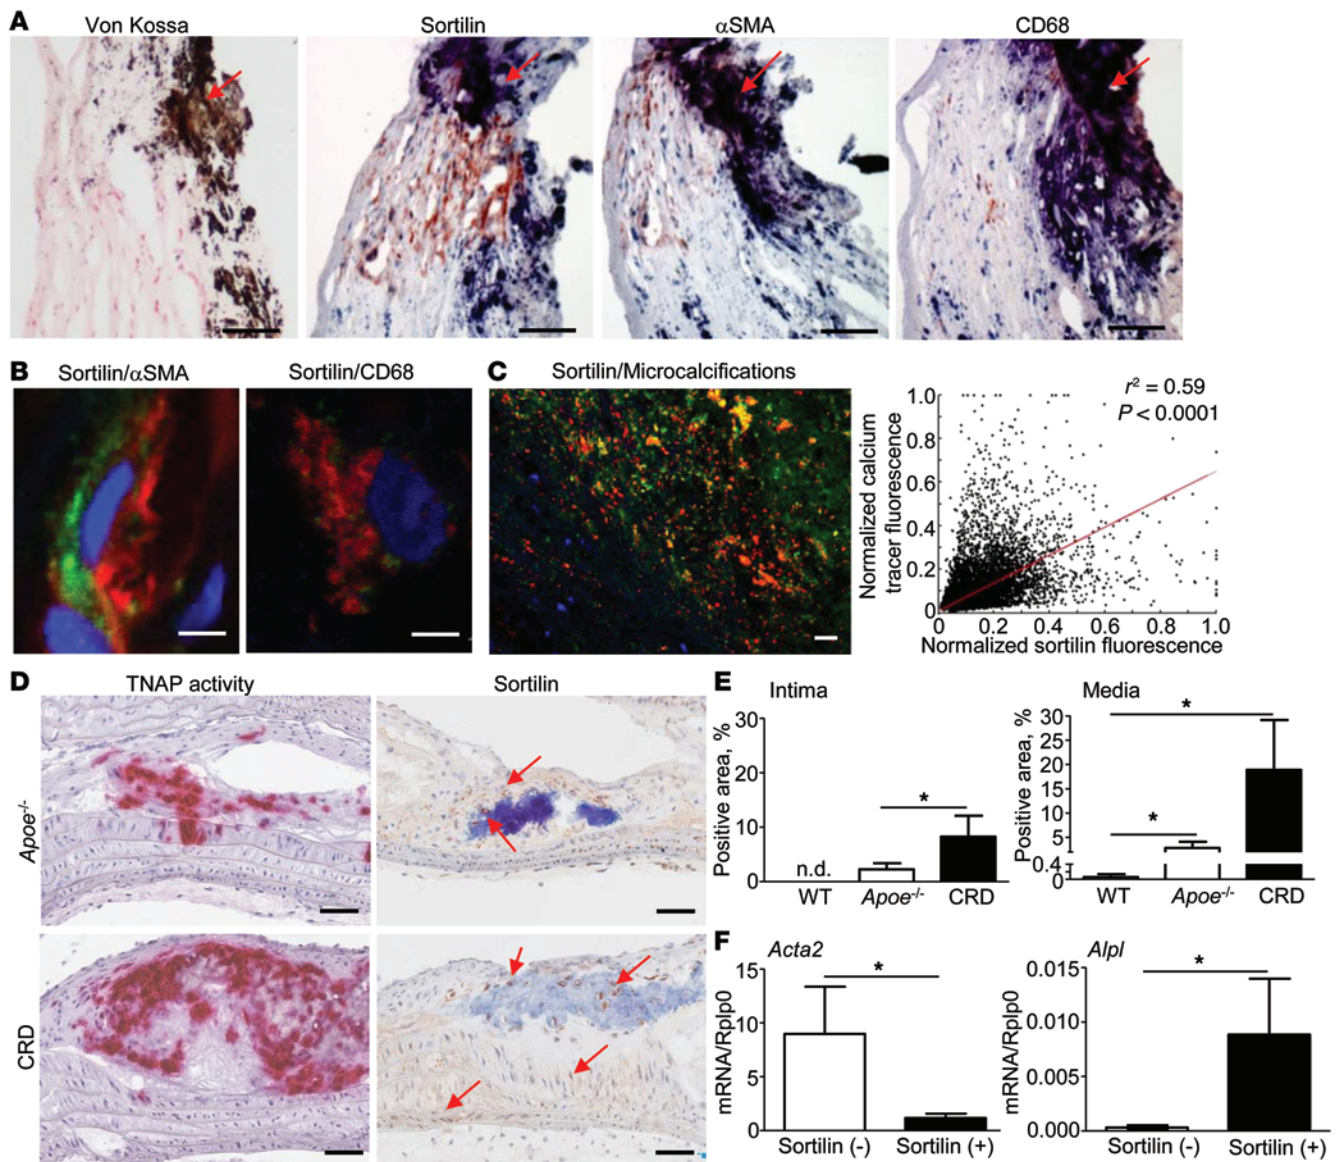 A
Von Kossa
Sortilin
αSMA
CD68
B
Sortilin/αSMA
Sortilin/CD68
C
Sortilin/Microcalcifications
r² = 0.59
P < 0.0001
Normalized calcium
tracer fluorescence
1.0
0.8
0.6
0.4
0.2
0
0 0.2 0.4 0.6 0.8 1.0
Normalized sortilin fluorescence
D
TNAP activity
Sortilin
Apoe-/-
CRD
E
Intima
Positive area, %
30
20
10
0
n.d.
*
WT Apoe-/- CRD
Media
Positive area, %
30
25
20
15
10
5
0.4
0
*
*
WT Apoe-/- CRD
F
Acta2
mRNA/Rplp0
15
10
5
0
*
Sortilin (-) Sortilin (+)
Alpl
mRNA/Rplp0
0.015
0.010
0.005
0.000
*
Sortilin (-) Sortilin (+)